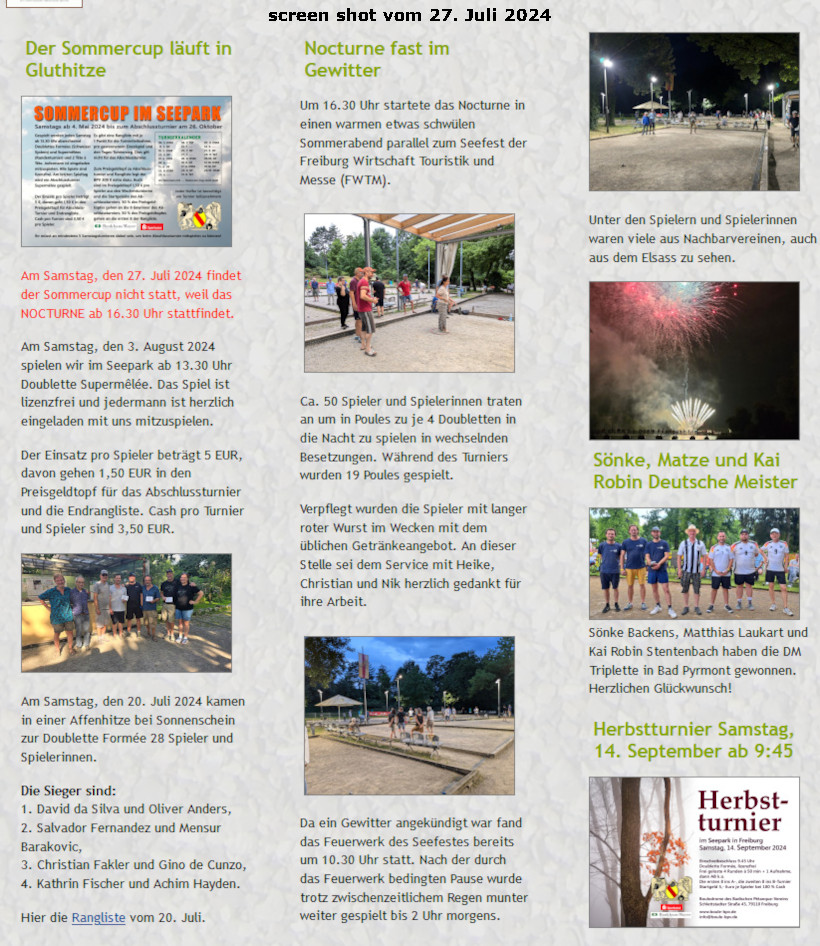 screen shot vom 27. Juli 2024
Der Sommercup läuft in
Gluthitze
SOMMERCUP IM SEEPARK
Samstags ab 4. Mai 2024 bis zum Abschlussturnier am 26. Oktober
TURNIERKALENDER
Am Samstag, den 27. Juli 2024 findet
der Sommercup nicht statt, weil das
NOCTURNE ab 16.30 Uhr stattfindet.
Am Samstag, den 3. August 2024
spielen wir im Seepark ab 13.30 Uhr
Doublette Supermêlée. Das Spiel ist
lizenzfrei und jedermann ist herzlich
eingeladen mit uns mitzuspielen.
Der Einsatz pro Spieler beträgt 5 EUR,
davon gehen 1,50 EUR in den
Preisgeldtopf für das Abschlussturnier
und die Endrangliste. Cash pro Turnier
und Spieler sind 3,50 EUR.
Am Samstag, den 20. Juli 2024 kamen
in einer Affenhitze bei Sonnenschein
zur Doublette Formée 28 Spieler und
Spielerinnen.
Die Sieger sind:
1. David da Silva und Oliver Anders,
2. Salvador Fernandez und Mensur
Barakovic,
3. Christian Fakler und Gino de Cunzo,
4. Kathrin Fischer und Achim Hayden.
Hier die Rangliste vom 20. Juli.
Nocturne fast im
Gewitter
Um 16.30 Uhr startete das Nocturne in
einen warmen etwas schwülen
Sommerabend parallel zum Seefest der
Freiburg Wirtschaft Touristik und
Messe (FWTM).
Ca. 50 Spieler und Spielerinnen traten
an um in Poules zu je 4 Doubletten in
die Nacht zu spielen in wechselnden
Besetzungen. Während des Turniers
wurden 19 Poules gespielt.
Verpflegt wurden die Spieler mit langer
roter Wurst im Wecken mit dem
üblichen Getränkeangebot. An dieser
Stelle sei dem Service mit Heike,
Christian und Nik herzlich gedankt für
ihre Arbeit.
Da ein Gewitter angekündigt war fand
das Feuerwerk des Seefestes bereits
um 10.30 Uhr statt. Nach der durch
das Feuerwerk bedingten Pause wurde
trotz zwischenzeitlichem Regen munter
weiter gespielt bis 2 Uhr morgens.
Unter den Spielern und Spielerinnen
waren viele aus Nachbarvereinen, auch
aus dem Elsass zu sehen.
Sönke, Matze und Kai
Robin Deutsche Meister
Sönke Backens, Matthias Laukart und
Kai Robin Stentenbach haben die DM
Triplette in Bad Pyrmont gewonnen.
Herzlichen Glückwunsch!
Herbstturnier Samstag,
14. September ab 9:45
Herbst-
turnier
im Seepark in Freiburg
Samstag, 14. September 2024